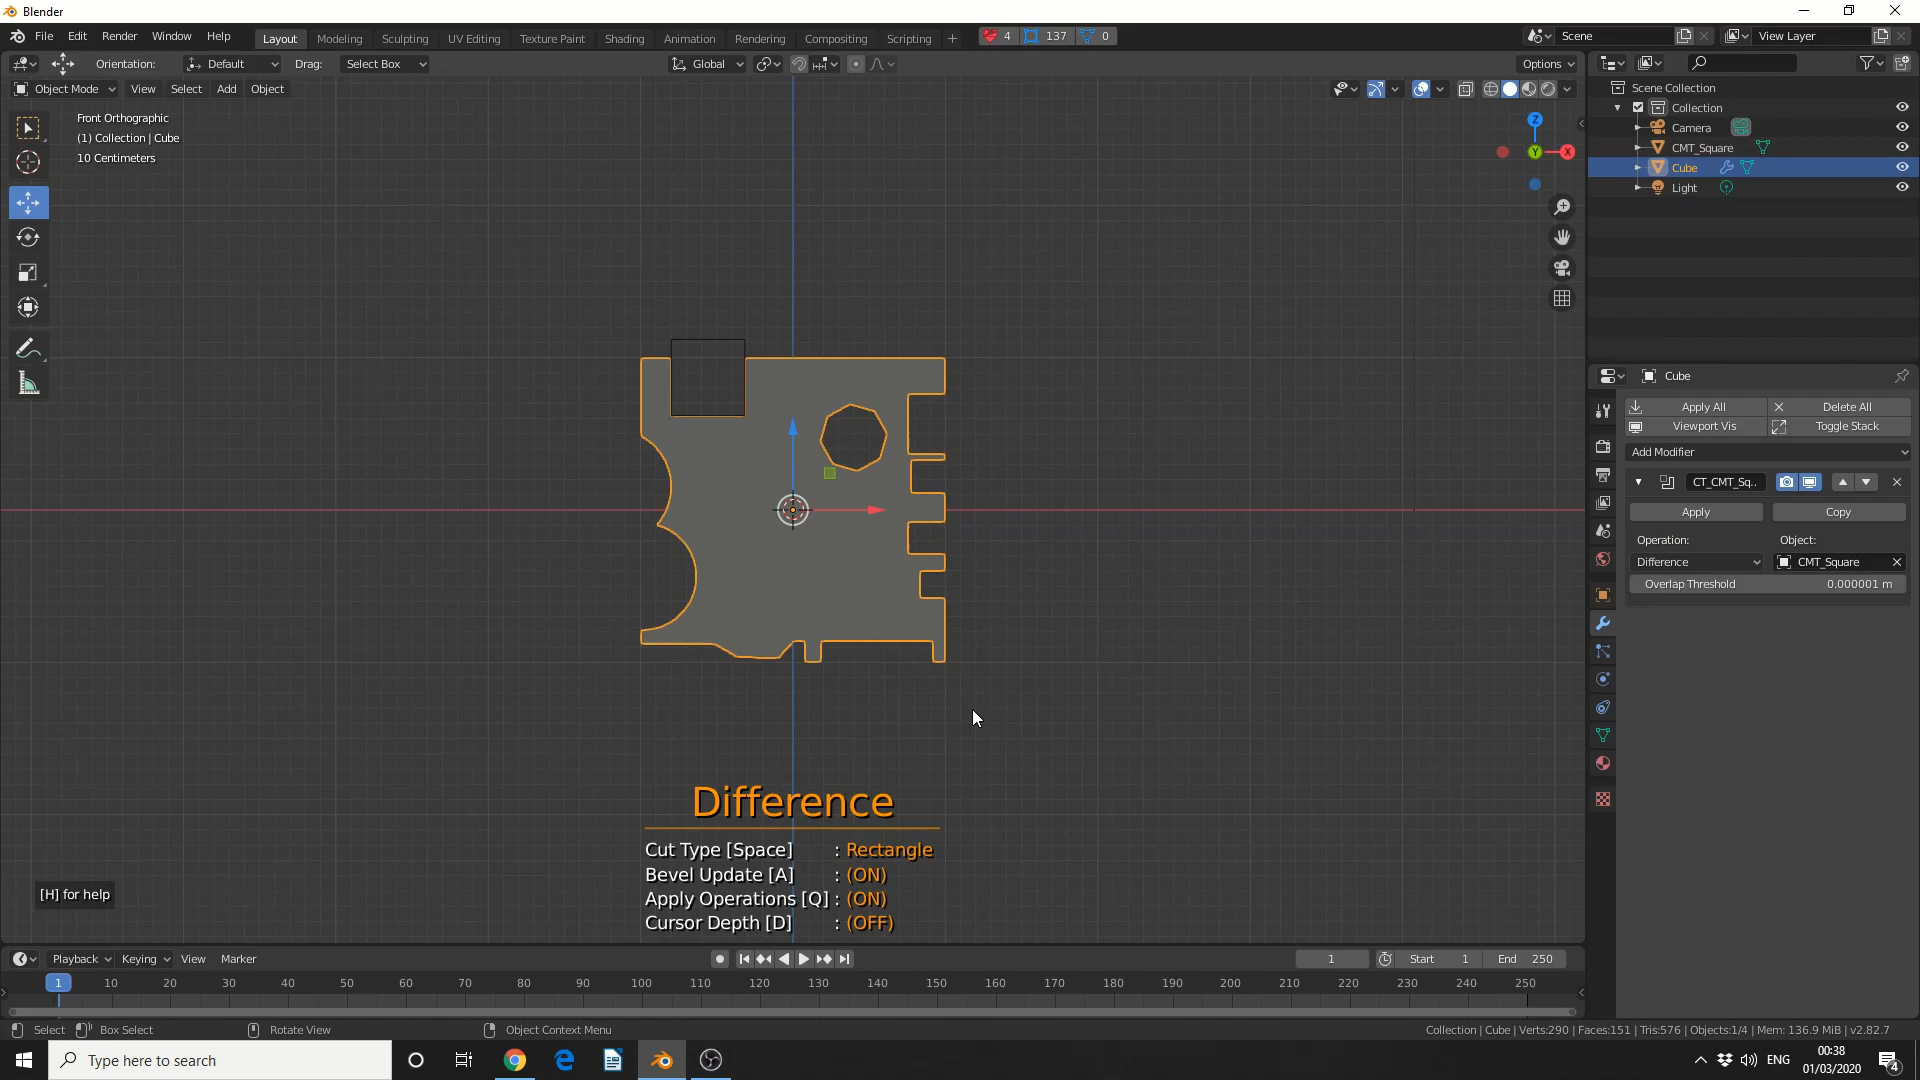 Blender
File Edit Render Window Help Layout Modeling Sculpting UV Editing Texture Paint Shading Animation Rendering Compositing Scripting + 4 137 0 Scene View Layer
Orientation: Default Drag: Select Box Global Options
Object Mode View Select Add Object
Front Orthographic
(1) Collection | Cube
10 Centimeters
Z
Y
X
Scene Collection
Collection
Camera
CMT_Square
Cube
Light
Cube
Apply All Delete All
Viewport Vis Toggle Stack
Add Modifier
CT_CMT_Sq..
Apply Copy
Operation: Object:
Difference CMT_Square
Overlap Threshold 0.000001 m
Difference
Cut Type [Space] : Rectangle
Bevel Update [A] : (ON)
Apply Operations [Q] : (ON)
Cursor Depth [D] : (OFF)
[H] for help
Playback Keying View Marker 1 Start 1 End 250
1 10 20 30 40 50 60 70 80 90 100 110 120 130 140 150 160 170 180 190 200 210 220 230 240 250
Select Box Select Rotate View Object Context Menu Collection | Cube | Verts:290 | Faces:151 | Tris:576 | Objects:1/4 | Mem: 136.9 MiB | v2.82.7
Type here to search ENG 00:38
01/03/2020
4